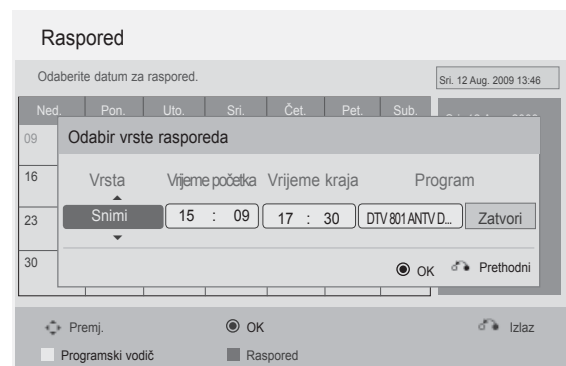 Raspored
Odaberite datum za raspored.
Sri. 12 Aug. 2009 13:46
Ned. Pon. Uto. Sri. Čet. Pet. Sub.
09
Odabir vrste rasporeda
16
Vrsta Vrijeme početka Vrijeme kraja Program
23
Snimi 15 : 09 17 : 30 DTV 801 ANTV D... Zatvori
30
OK Prethodni
Premj. OK Izlaz
Programski vodič Raspored